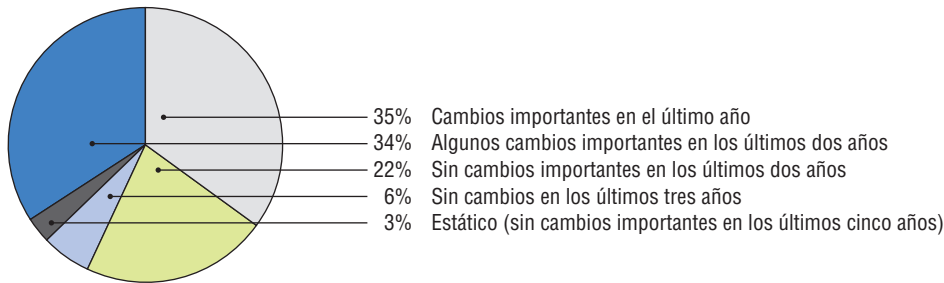 35% Cambios importantes en el último año
34% Algunos cambios importantes en los últimos dos años
22% Sin cambios importantes en los últimos dos años
6% Sin cambios en los últimos tres años
3% Estático (sin cambios importantes en los últimos cinco años)